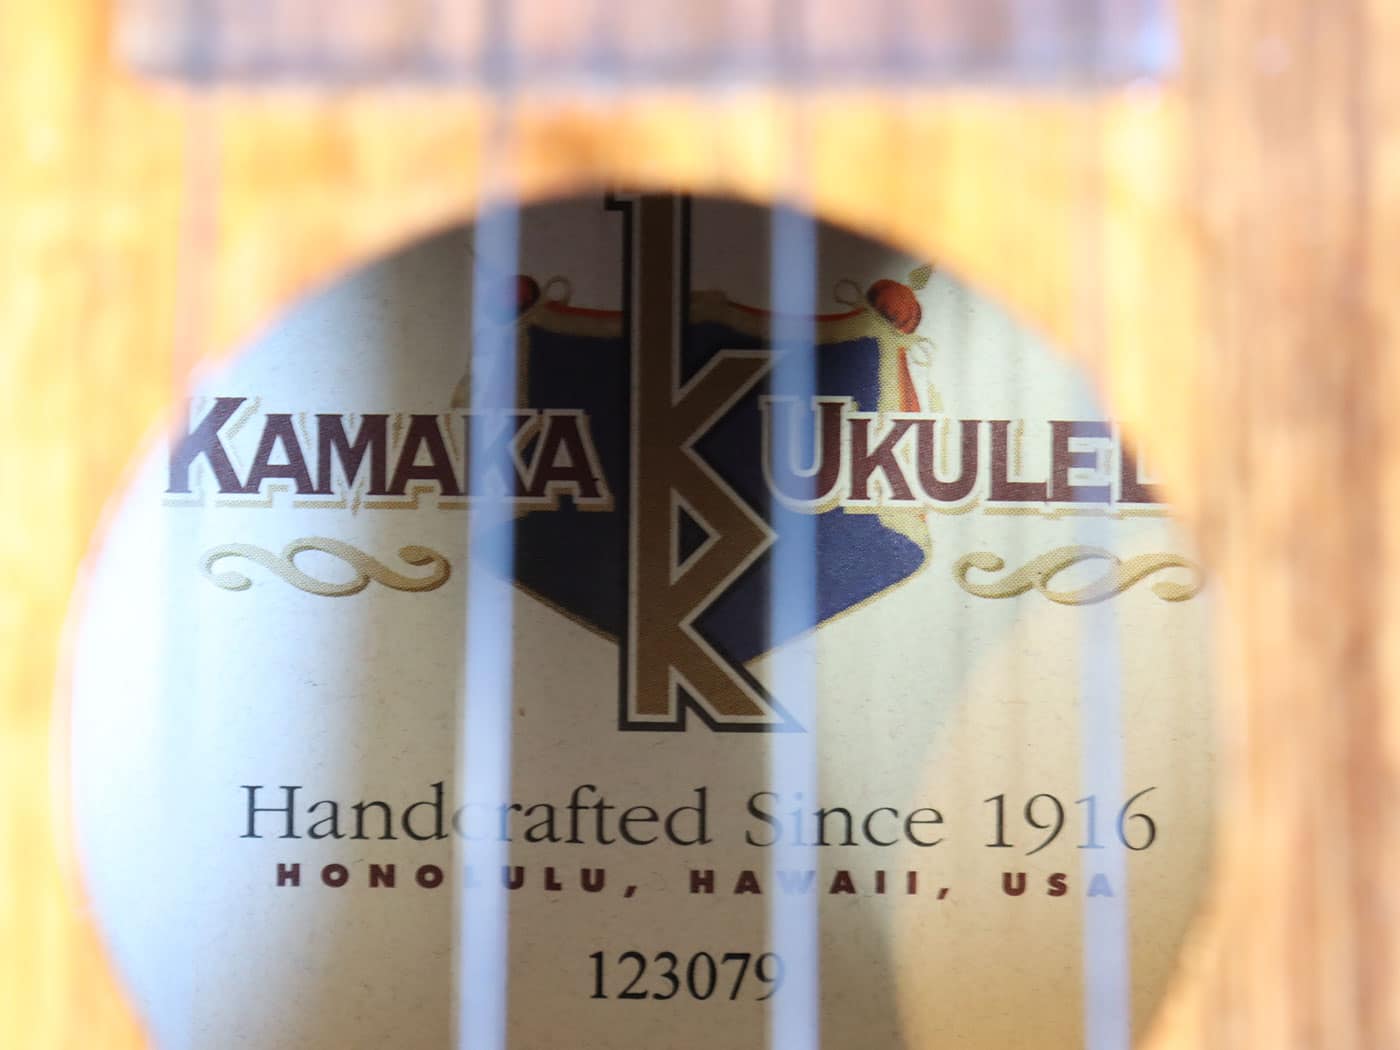 KAMAKA UKULELE
Handcrafted Since 1916
HONOLULU, HAWAII, USA
123079